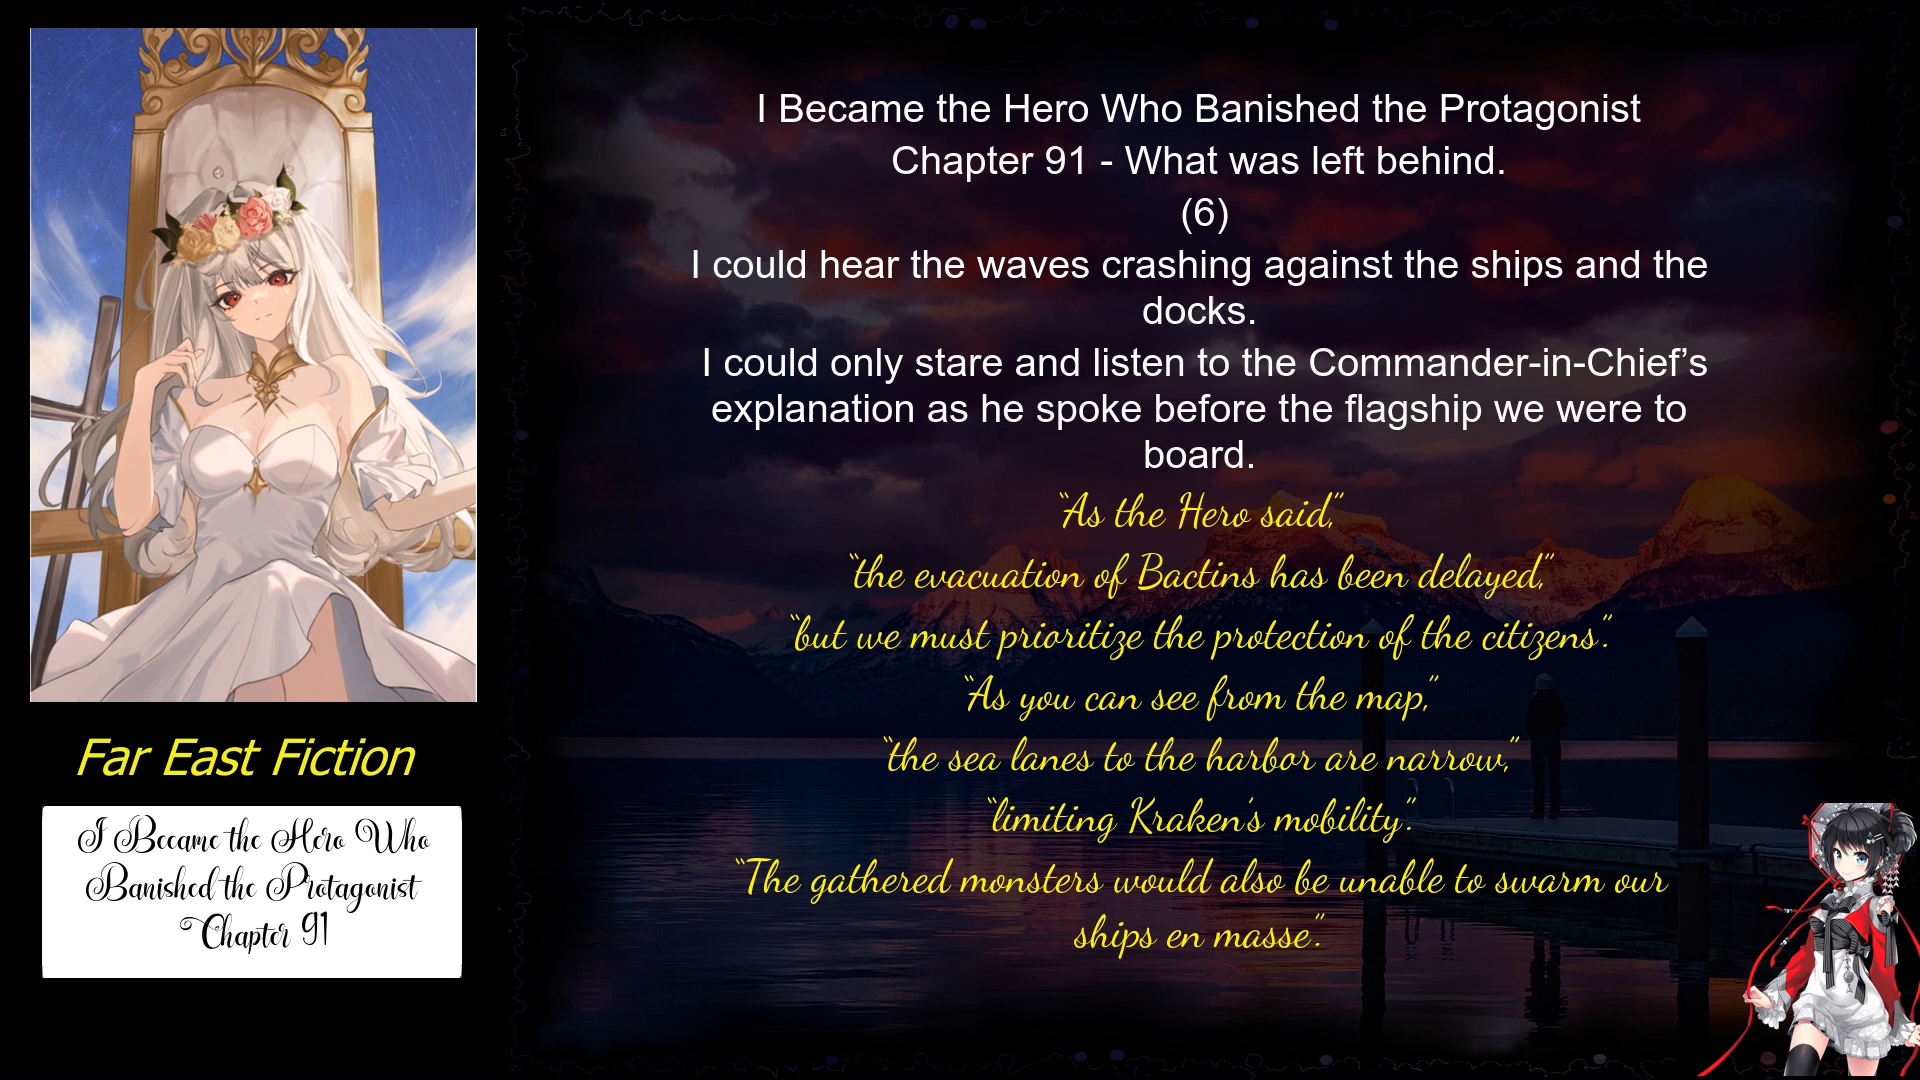 I Became the Hero Who Banished the Protagonist
Chapter 91 - What was left behind.
(6)
I could hear the waves crashing against the ships and the
docks.
I could only stare and listen to the Commander-in-Chief’s
explanation as he spoke before the flagship we were to
board.
“As the Hero said,”
“the evacuation of Bactins has been delayed,”
“but we must prioritize the protection of the citizens”.
“As you can see from the map,”
“the sea lanes to the harbor are narrow,”
“limiting Kraken’s mobility”.
“The gathered monsters would also be unable to swarm our
ships en masse”.
Far East Fiction
I Became the Hero Who
Banished the Protagonist
Chapter 91